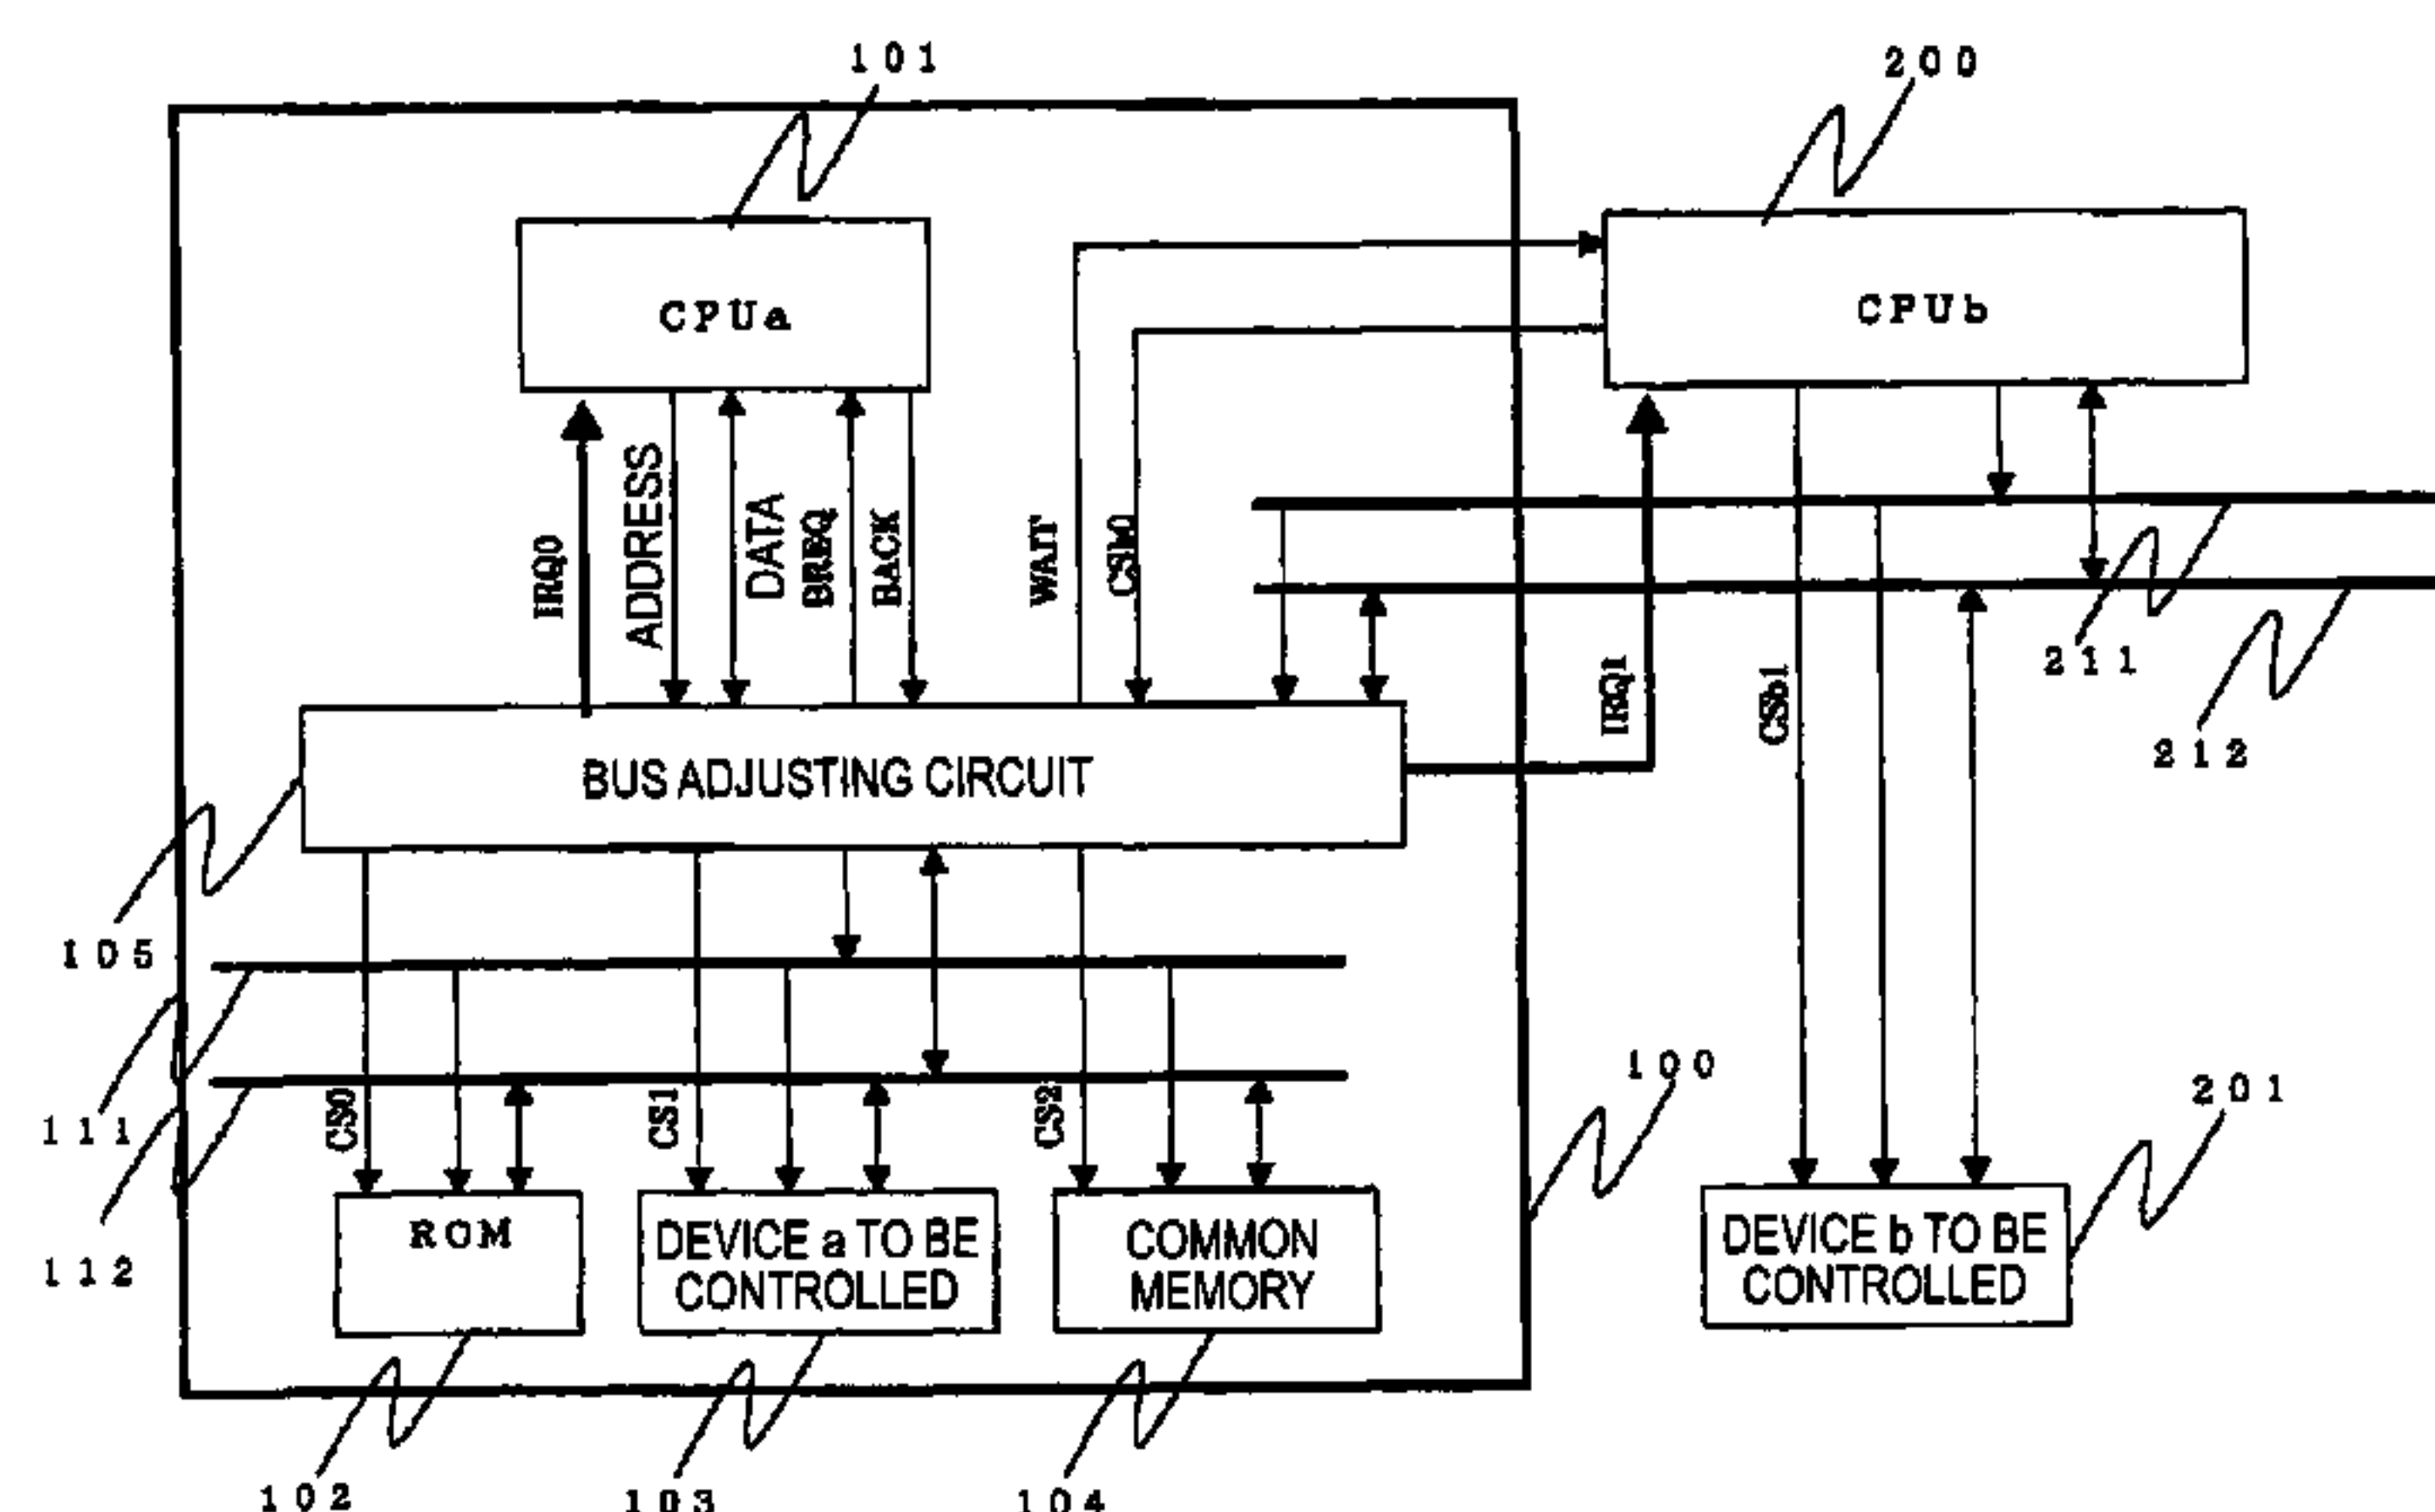 101
200
CPUa
CPUb
IRQ0
ADDRESS
DATA
BREQ
BACK
WAIT
CSb0
IRQ1
CSb1
211
212
BUS ADJUSTING CIRCUIT
105
111
112
CS0
CS1
CS2
100
201
ROM
DEVICE a TO BE
CONTROLLED
COMMON
MEMORY
DEVICE b TO BE
CONTROLLED
102
103
104